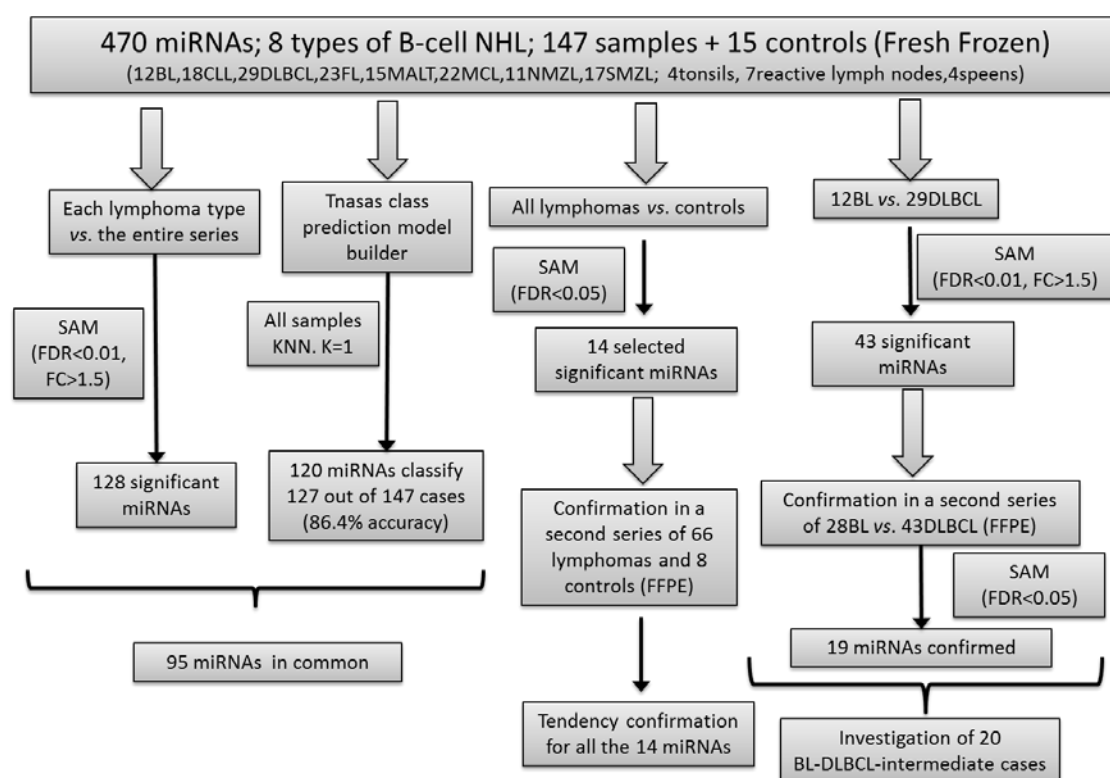 470 miRNAs; 8 types of B-cell NHL; 147 samples + 15 controls (Fresh Frozen)
(12BL,18CLL,29DLBCL,23FL,15MALT,22MCL,11NMZL,17SMZL; 4tonsils, 7reactive lymph nodes,4speens)
Each lymphoma type
vs. the entire series
SAM
(FDR<0.01,
FC>1.5)
128 significant
miRNAs
Tnasas class
prediction model
builder
All samples
KNN. K=1
120 miRNAs classify
127 out of 147 cases
(86.4% accuracy)
95 miRNAs in common
All lymphomas vs. controls
SAM
(FDR<0.05)
14 selected
significant miRNAs
Confirmation in a
second series of 66
lymphomas and 8
controls (FFPE)
Tendency confirmation
for all the 14 miRNAs
12BL vs. 29DLBCL
SAM
(FDR<0.01, FC>1.5)
43 significant
miRNAs
Confirmation in a second series
of 28BL vs. 43DLBCL (FFPE)
SAM
(FDR<0.05)
19 miRNAs confirmed
Investigation of 20
BL-DLBCL-intermediate cases